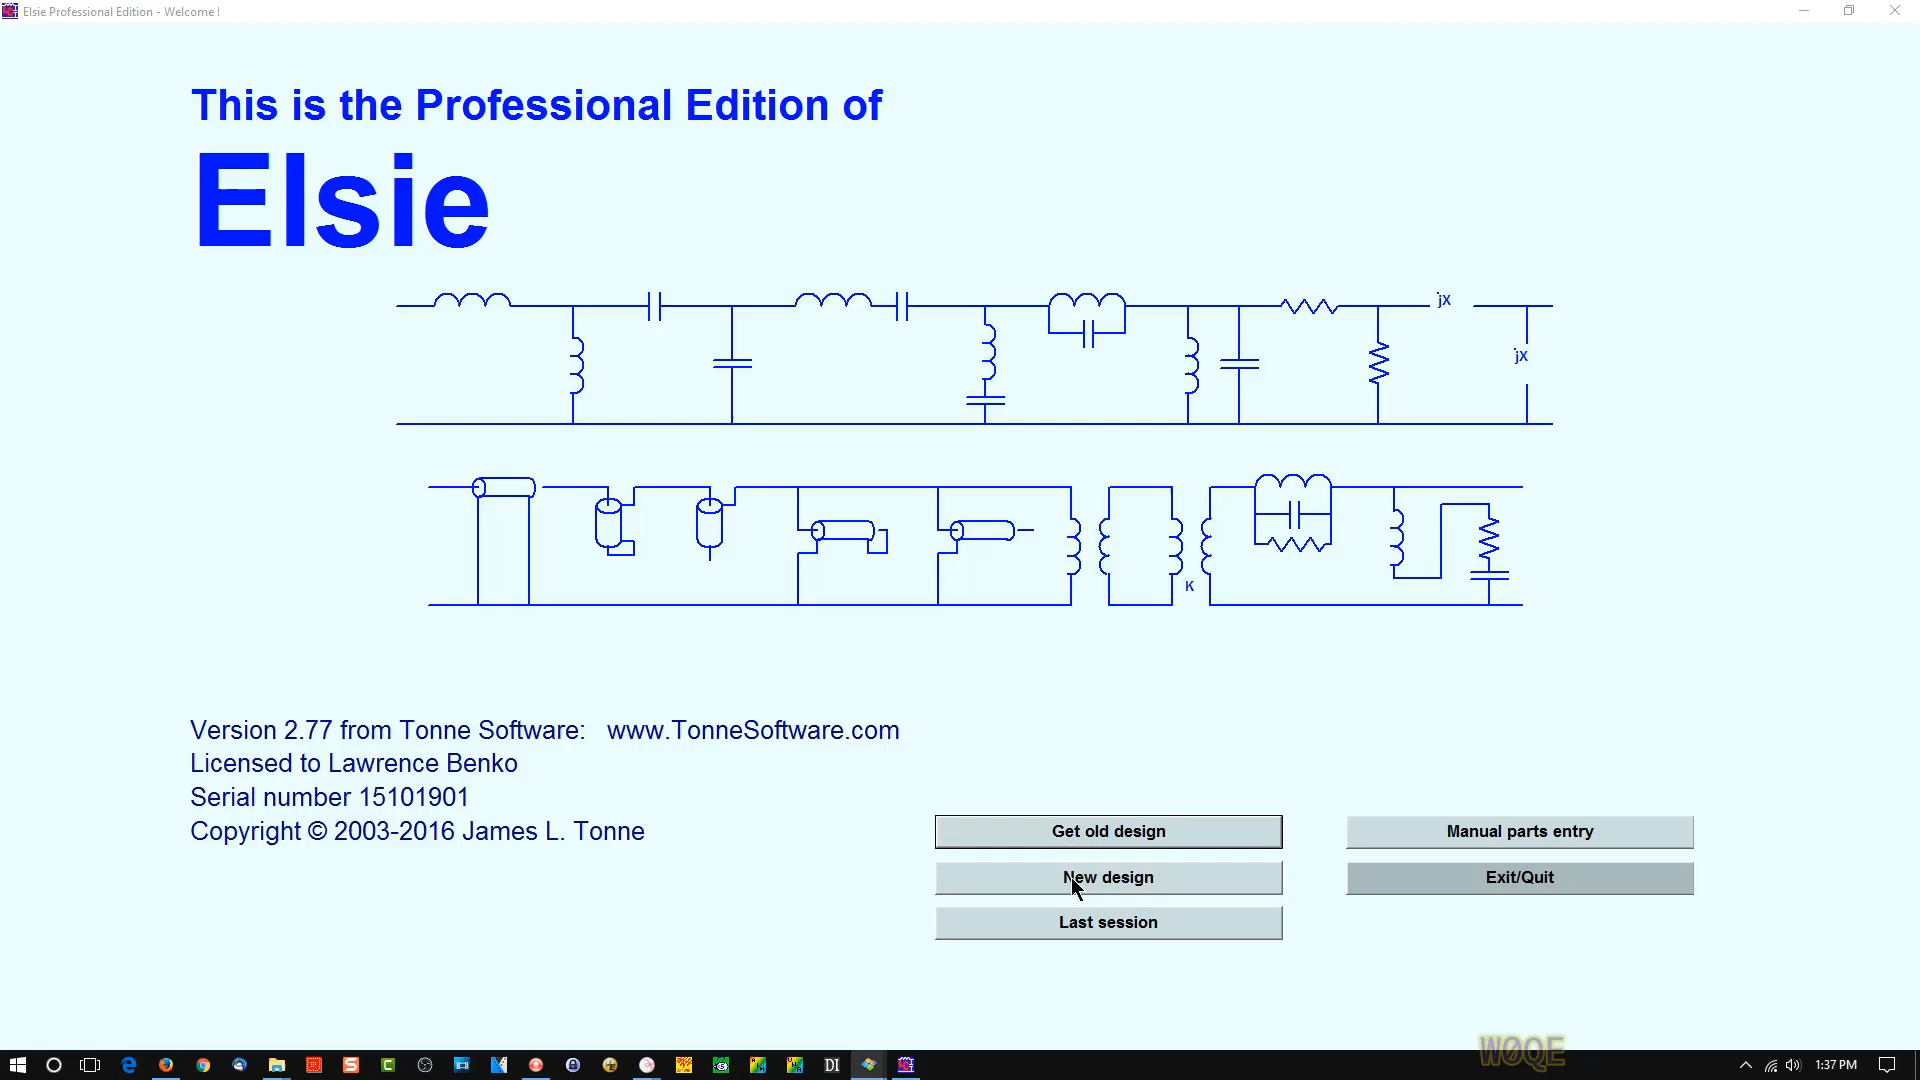 Elsie Professional Edition - Welcome !
This is the Professional Edition of
Elsie
jX
jX
K
Version 2.77 from Tonne Software: www.TonneSoftware.com
Licensed to Lawrence Benko
Serial number 15101901
Copyright © 2003-2016 James L. Tonne
Get old design
Manual parts entry
New design
Exit/Quit
Last session
WØQE
DI
1:37 PM